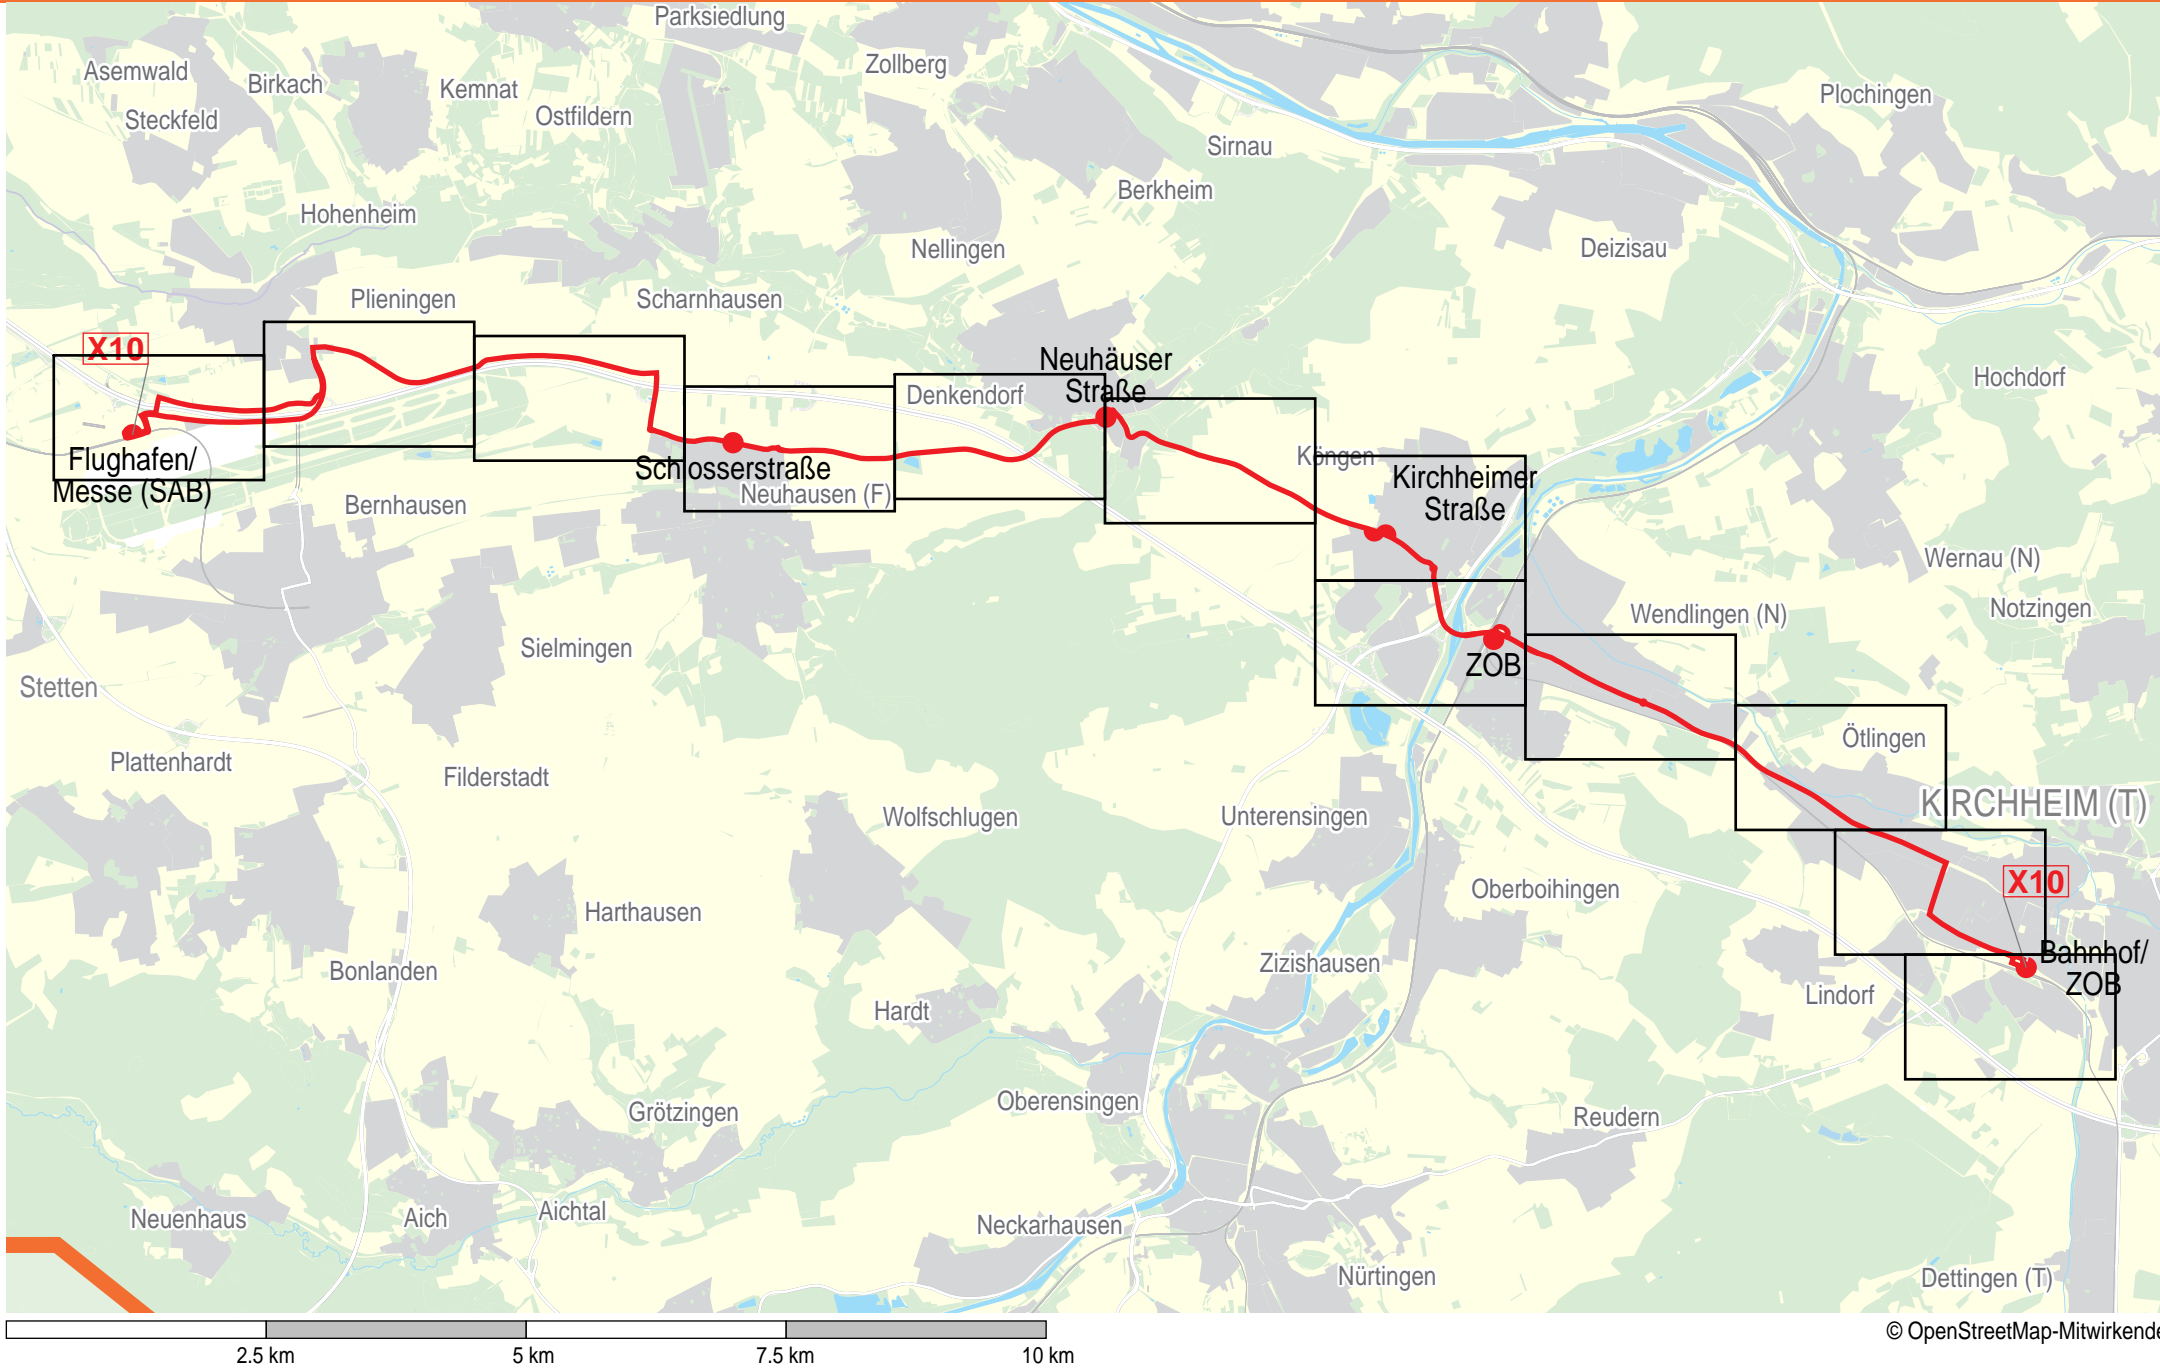 Parksiedlung
Asemwald
Birkach
Kemnat
Zollberg
Plochingen
Steckfeld
Ostfildern
Sirnau
Berkheim
Hohenheim
Nellingen
Deizisau
Plieningen
Scharnhausen
X10
Neuhäuser
Straße
Denkendorf
Hochdorf
Flughafen/
Messe (SAB)
Schlosserstraße
Neuhausen (F)
Köngen
Kirchheimer
Straße
Bernhausen
Wernau (N)
Notzingen
Wendlingen (N)
Sielmingen
ZOB
Stetten
Ötlingen
Plattenhardt
Filderstadt
Wolfschlugen
Unterensingen
KIRCHHEIM (T)
X10
Oberboihingen
Harthausen
Bahnhof/
ZOB
Bonlanden
Zizishausen
Lindorf
Hardt
Oberensingen
Grötzingen
Reudern
Neuenhaus
Aich
Aichtal
Neckarhausen
Nürtingen
Dettingen (T)
© OpenStreetMap-Mitwirkende
2.5 km
5 km
7.5 km
10 km